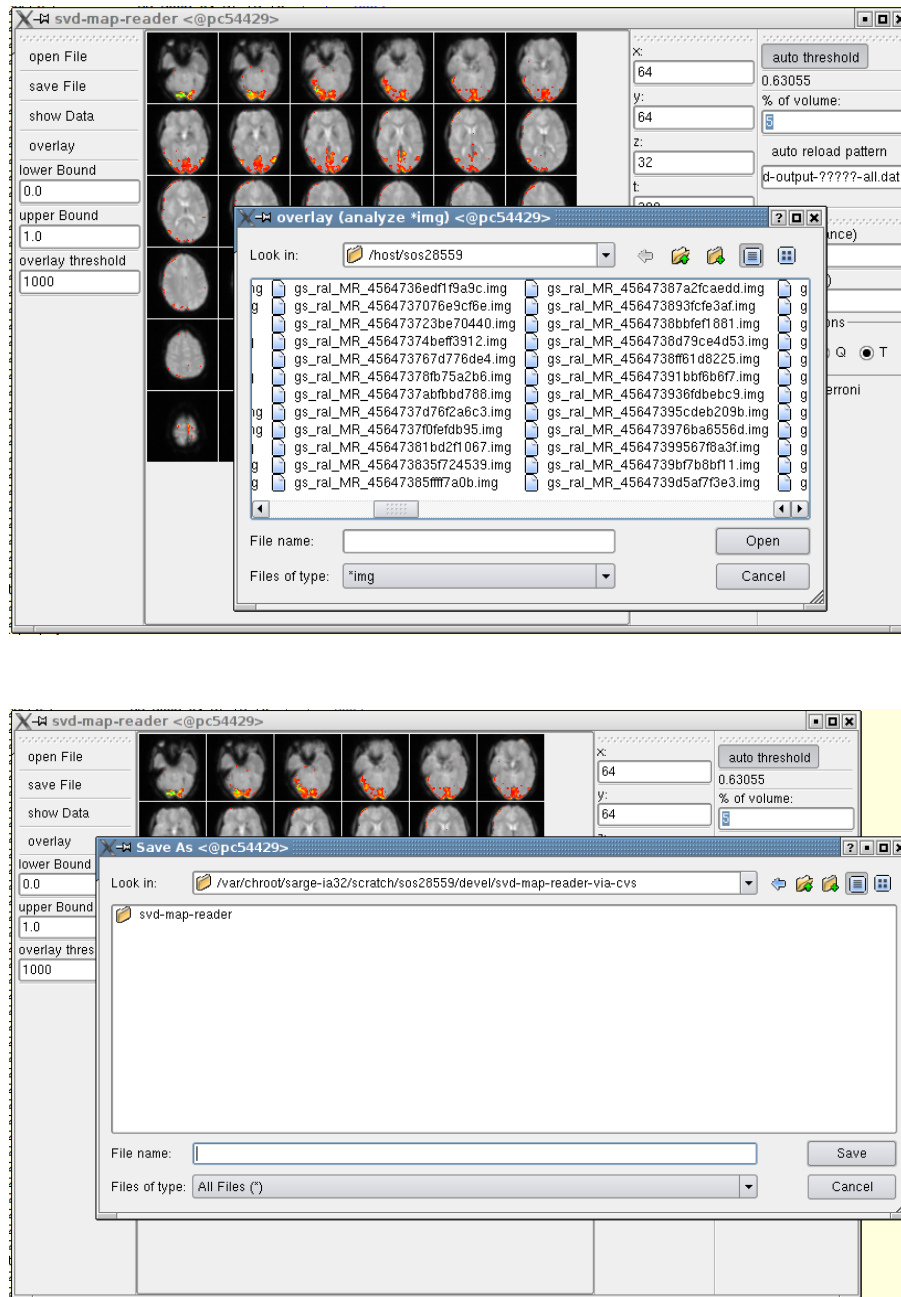 svd-map-reader <@pc54429>
open File
save File
show Data
overlay
lower Bound
0.0
upper Bound
1.0
overlay threshold
1000
x:
64
y:
64
z:
32
t:
auto threshold
0.63055
% of volume:
5
auto reload pattern
d-output-?????-all.dat
Q
T
erroni
overlay (analyze *img) <@pc54429>
Look in:
/host/sos28559
gs_ral_MR_4564736edf1f9a9c.img
gs_ral_MR_4564737076e9cf6e.img
gs_ral_MR_456473723be70440.img
gs_ral_MR_45647374beff3912.img
gs_ral_MR_456473767d776de4.img
gs_ral_MR_45647378fb75a2b6.img
gs_ral_MR_4564737abfbbd788.img
gs_ral_MR_4564737d76f2a6c3.img
gs_ral_MR_4564737f0fefdb95.img
gs_ral_MR_45647381bd2f1067.img
gs_ral_MR_456473835f724539.img
gs_ral_MR_45647385ffff7a0b.img
gs_ral_MR_45647387a2fcaedd.img
gs_ral_MR_456473893fcfe3af.img
gs_ral_MR_4564738bbfef1881.img
gs_ral_MR_4564738d79ce4d53.img
gs_ral_MR_4564738ff61d8225.img
gs_ral_MR_45647391bbf6b6f7.img
gs_ral_MR_456473936fdbebc9.img
gs_ral_MR_45647395cdeb209b.img
gs_ral_MR_456473976ba6556d.img
gs_ral_MR_45647399567f8a3f.img
gs_ral_MR_4564739bf7b8bf11.img
gs_ral_MR_4564739d5af7f3e3.img
File name:
Open
Files of type:
*img
Cancel
svd-map-reader <@pc54429>
open File
save File
show Data
overlay
lower Bound
0.0
upper Bound
1.0
overlay thres
1000
x:
64
y:
64
auto threshold
0.63055
% of volume:
5
Save As <@pc54429>
Look in:
/var/chroot/sarge-ia32/scratch/sos28559/devel/svd-map-reader-via-cvs
svd-map-reader
File name:
Save
Files of type:
All Files (*)
Cancel